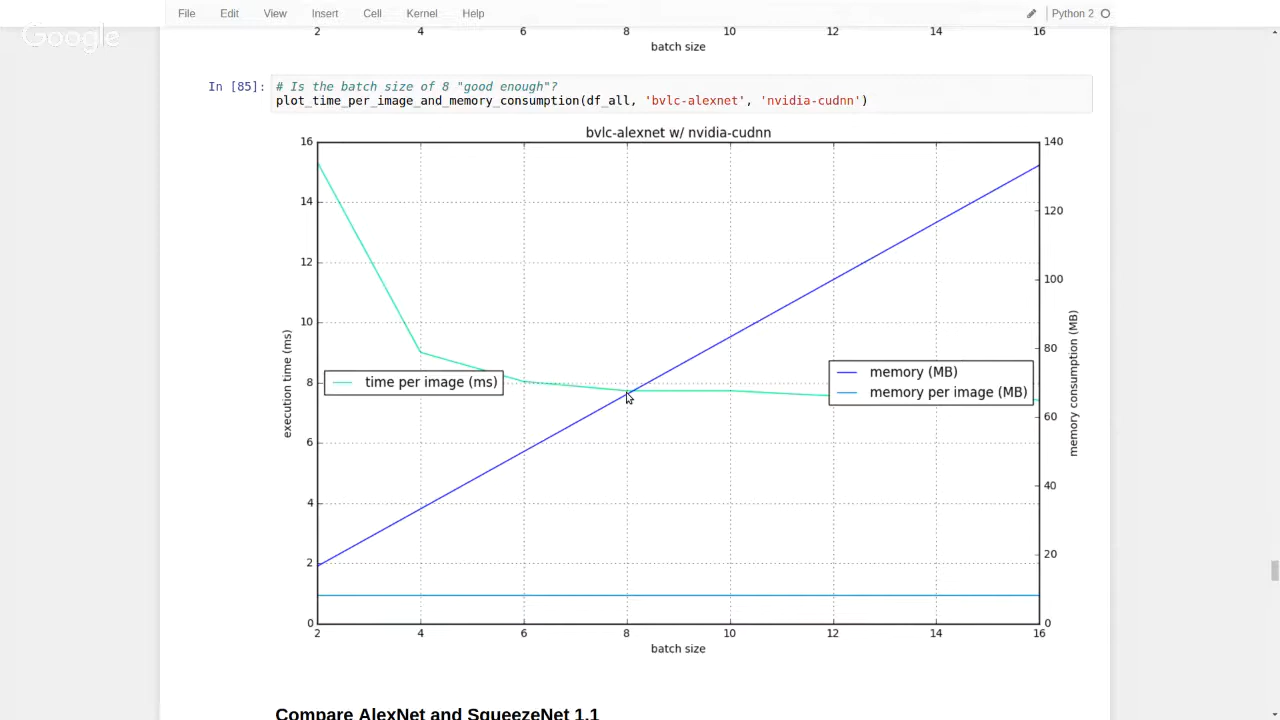 File Edit View Insert Cell Kernel Help Python 2
Google
2 4 6 8 10 12 14 16
batch size
In [85]: # Is the batch size of 8 "good enough"?
plot_time_per_image_and_memory_consumption(df_all, 'bvlc-alexnet', 'nvidia-cudnn')
bvlc-alexnet w/ nvidia-cudnn
16 140
14 120
12 100
10 80
8 60
6 40
4 20
2 0
0
execution time (ms)
memory consumption (MB)
time per image (ms)
memory (MB)
memory per image (MB)
2 4 6 8 10 12 14 16
batch size
Compare AlexNet and SqueezeNet 1.1